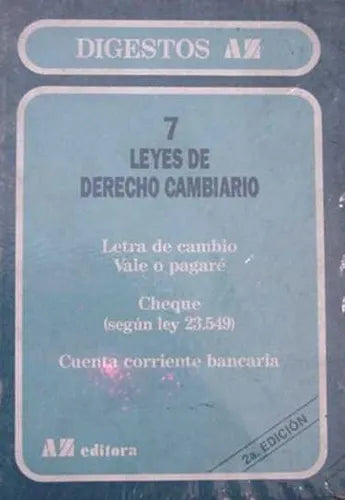 DIGESTOS AZ
7
LEYES DE
DERECHO CAMBIARIO
Letra de cambio
Vale o pagaré
Cheque
(según ley 23.549)
Cuenta corriente bancaria
2a. EDICIÓN
AZ editora